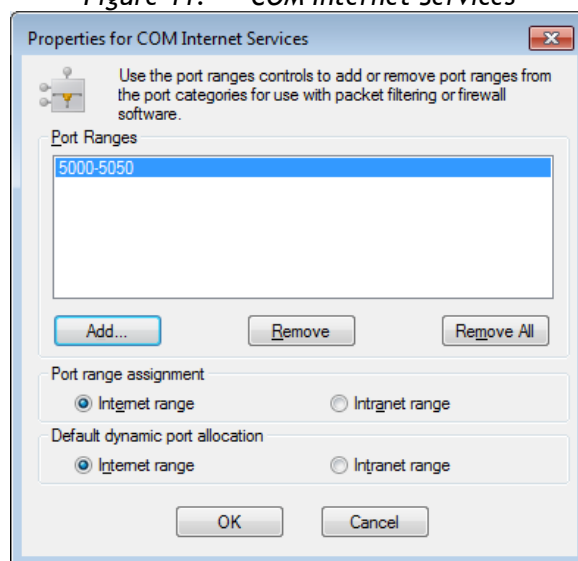 Figure 11. COM Internet Services
Properties for COM Internet Services
Use the port ranges controls to add or remove port ranges from
the port categories for use with packet filtering or firewall
software.
Port Ranges
5000-5050
Add... Remove Remove All
Port range assignment
Internet range Intranet range
Default dynamic port allocation
Internet range Intranet range
OK Cancel